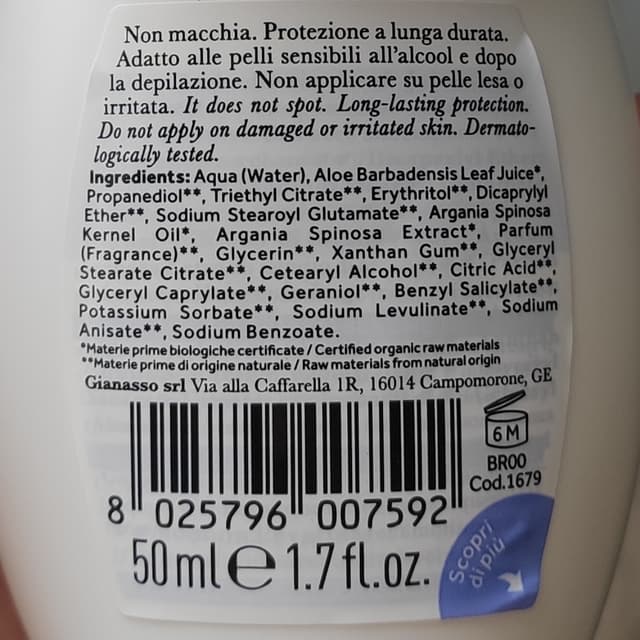 Non macchia. Protezione a lunga durata.
Adatto alle pelli sensibili all'alcool e dopo
la depilazione. Non applicare su pelle lesa o
irritata. It does not spot. Long-lasting protection.
Do not apply on damaged or irritated skin. Dermato-
logically tested.
Ingredients: Aqua (Water), Aloe Barbadensis Leaf Juice*,
Propanediol**, Triethyl Citrate**, Erythritol**, Dicaprylyl
Ether**, Sodium Stearoyl Glutamate**, Argania Spinosa
Kernel Oil*, Argania Spinosa Extract*, Parfum
(Fragrance)**, Glycerin**, Xanthan Gum**, Glyceryl
Stearate Citrate**, Cetearyl Alcohol**, Citric Acid**,
Glyceryl Caprylate**, Geraniol**, Benzyl Salicylate**,
Potassium Sorbate**, Sodium Levulinate**, Sodium
Anisate**, Sodium Benzoate.
*Materie prime biologiche certificate / Certified organic raw materials
**Materie prime di origine naturale / Raw materials from natural origin
Gianasso srl Via alla Caffarella 1R, 16014 Campomorone, GE
6M
BR00
Cod.1679
8 025796 007592
50 ml e 1.7 fl.oz.
Scopri
di più